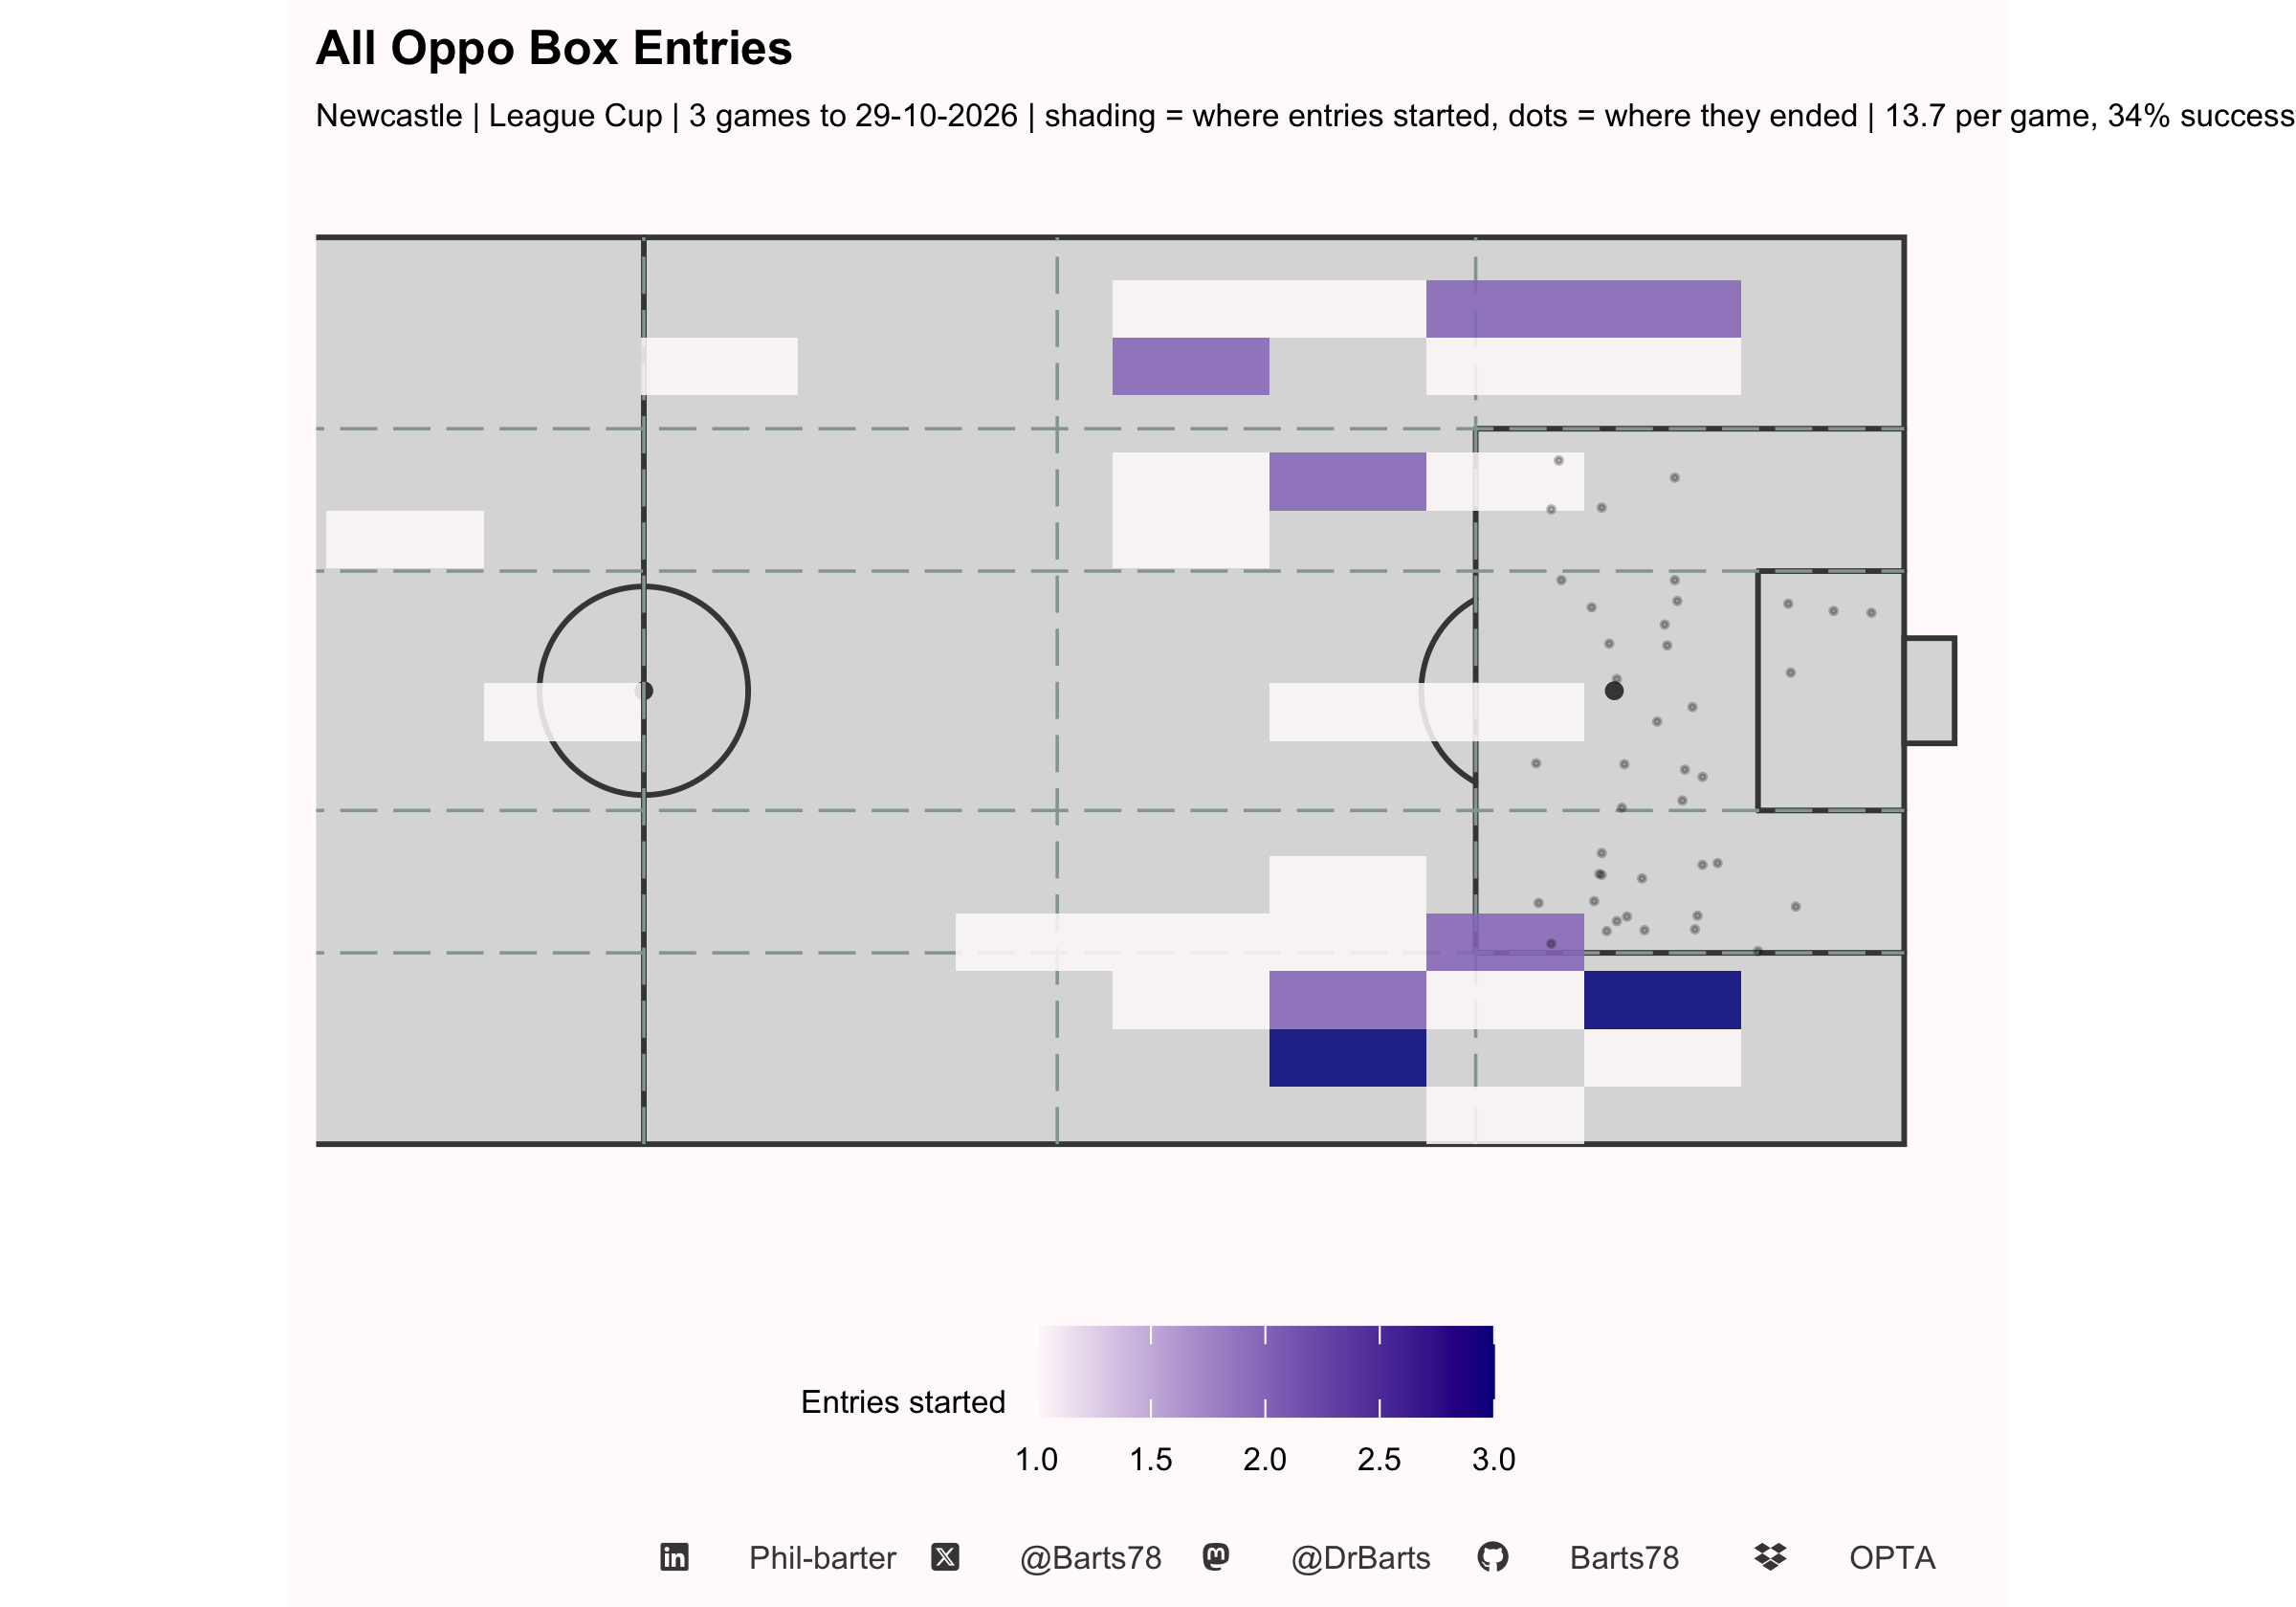 All Oppo Box Entries
Newcastle | League Cup | 3 games to 29-10-2026 | shading = where entries started, dots = where they ended | 13.7 per game, 34% success
Entries started
1.0 1.5 2.0 2.5 3.0
Phil-barter @Barts78 @DrBarts Barts78 OPTA